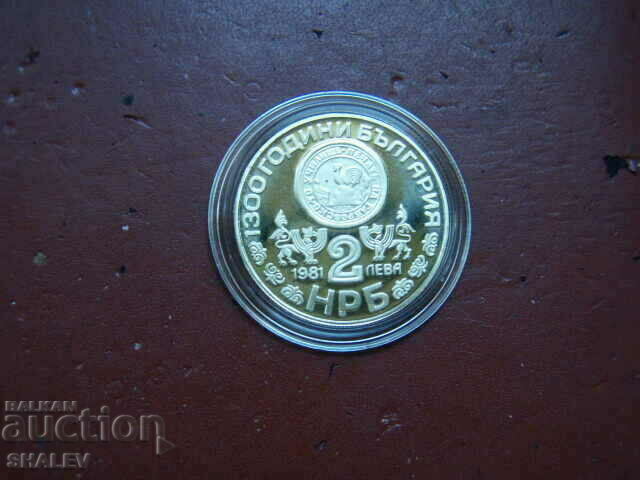 1300 ГОДИНИ БЪЛГАРИЯ
1981 2 ЛЕВА
НРБ
BALKAN
auction
SHALEV